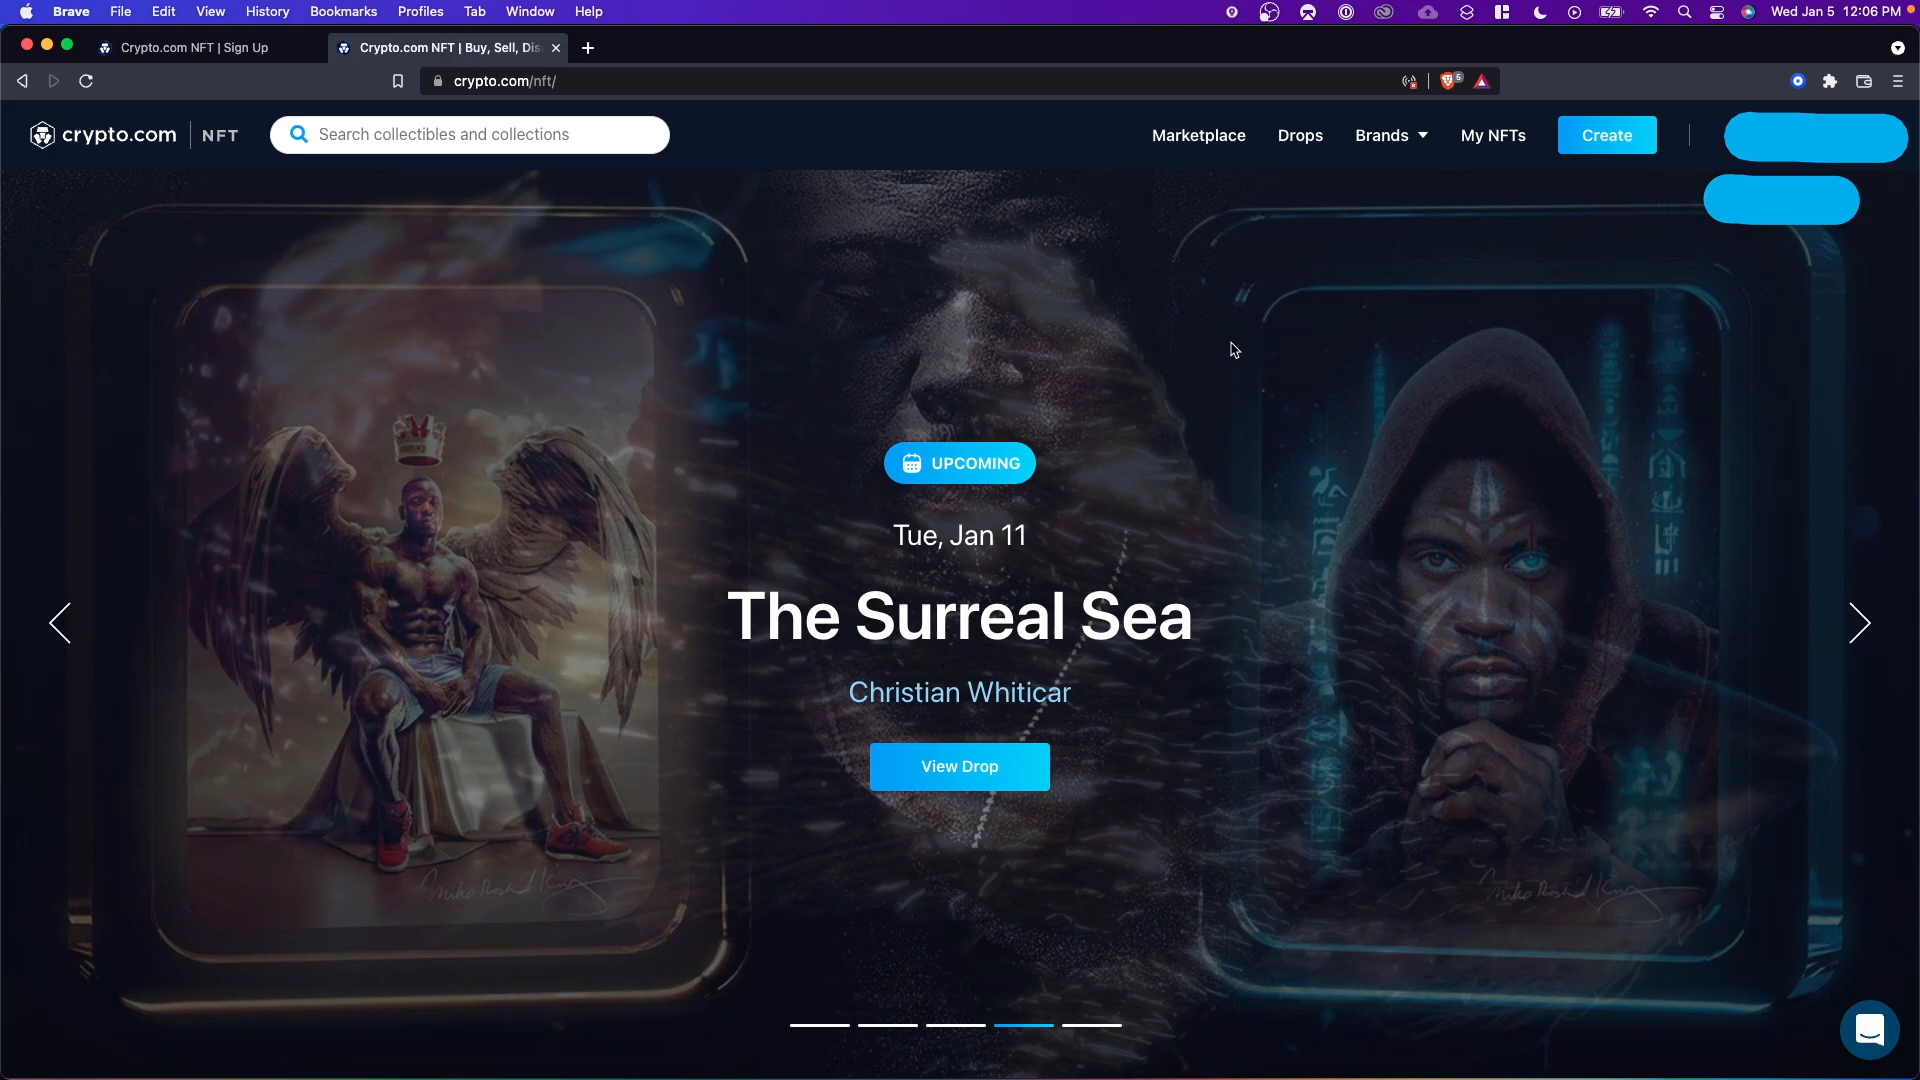 Brave File Edit View History Bookmarks Profiles Tab Window Help Wed Jan 5 12:06 PM
Crypto.com NFT | Sign Up Crypto.com NFT | Buy, Sell, Dis
crypto.com/nft/ 5
crypto.com NFT Search collectibles and collections Marketplace Drops Brands My NFTs Create
UPCOMING
Tue, Jan 11
The Surreal Sea
Christian Whiticar
View Drop